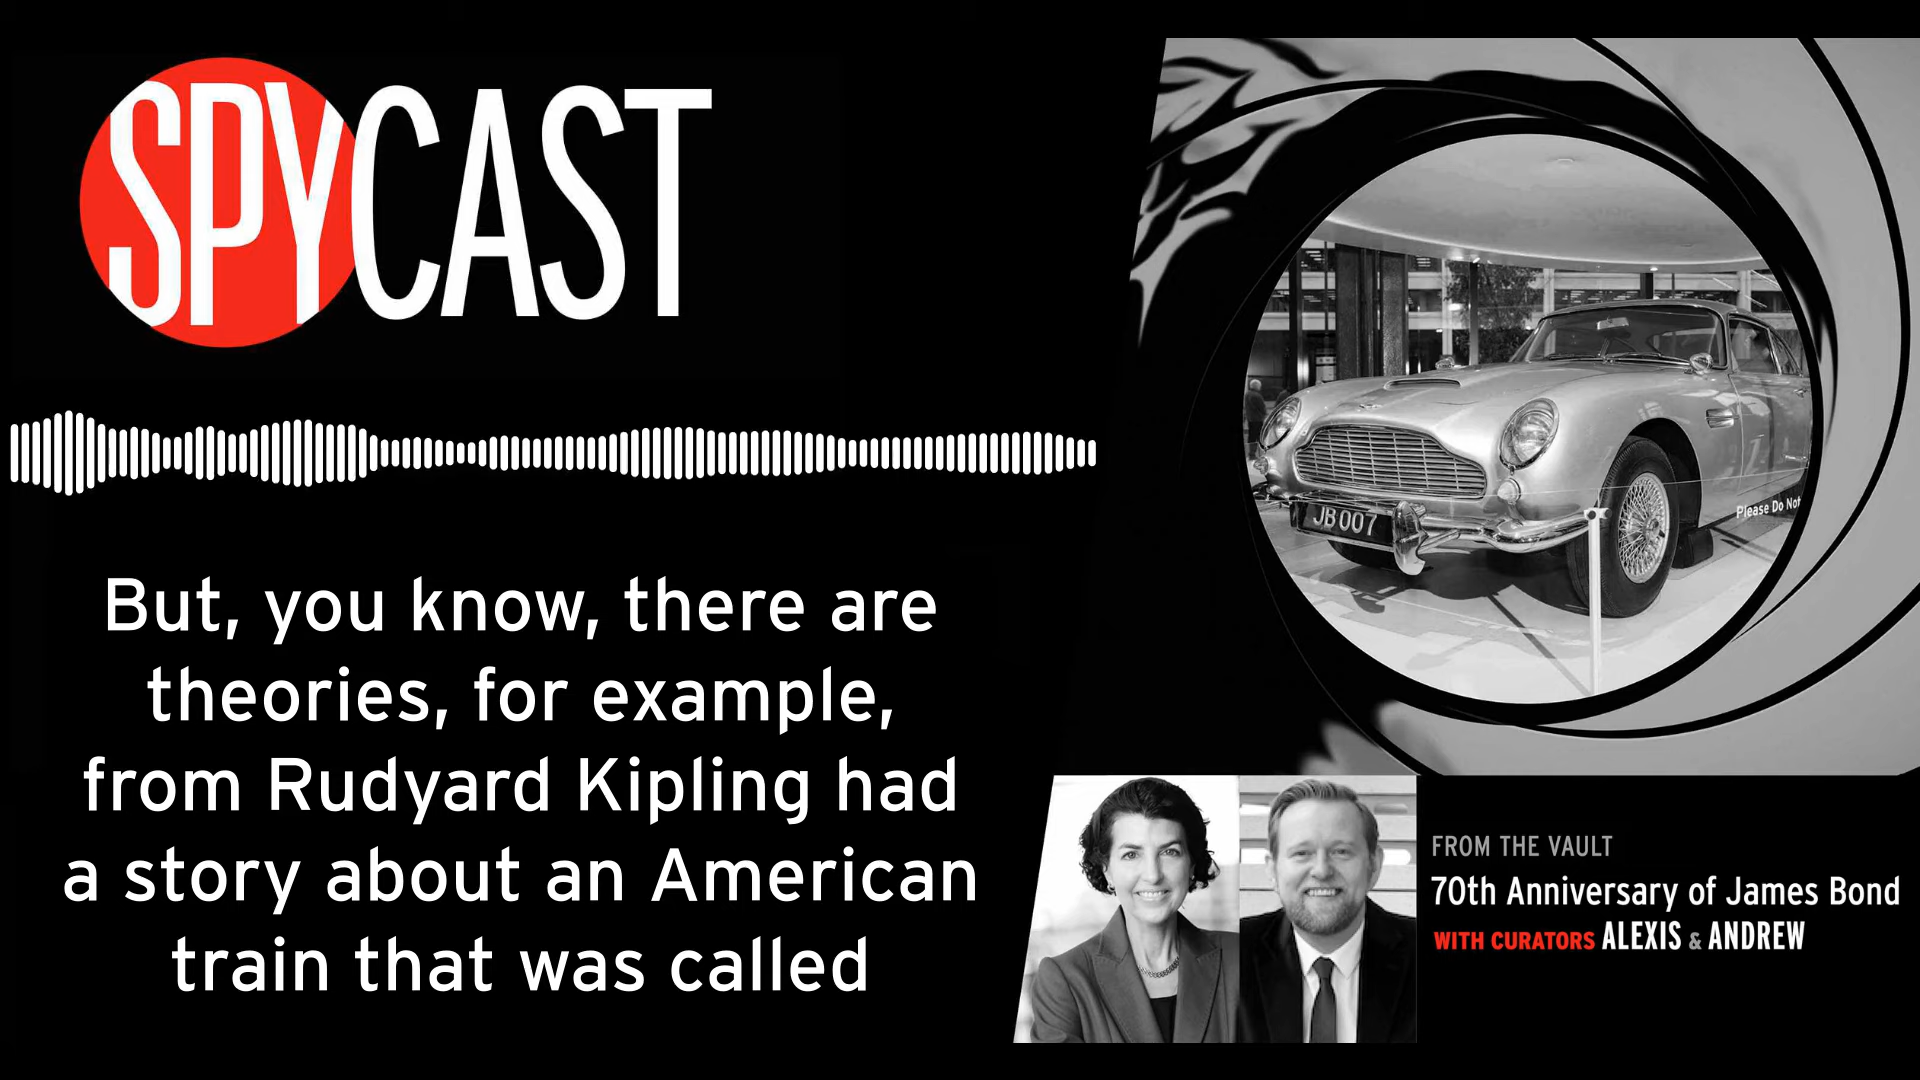 SPYCAST
But, you know, there are
theories, for example,
from Rudyard Kipling had
a story about an American
train that was called
JB 007
Please Do Not
FROM THE VAULT
70th Anniversary of James Bond
WITH CURATORS ALEXIS & ANDREW